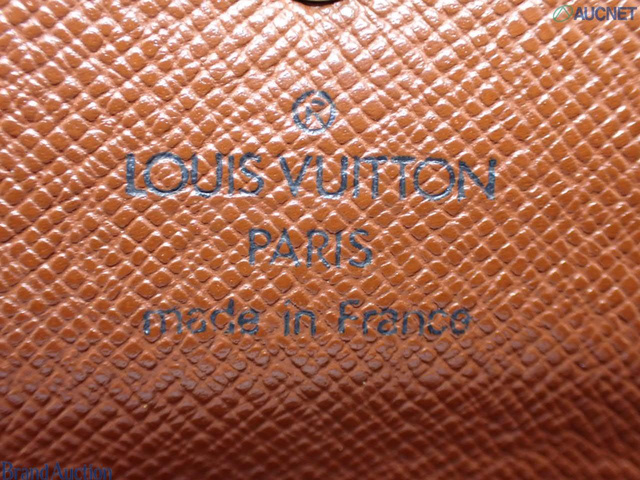 AUCNET
®
LOUIS VUITTON
PARIS
made in France
Brand Auction